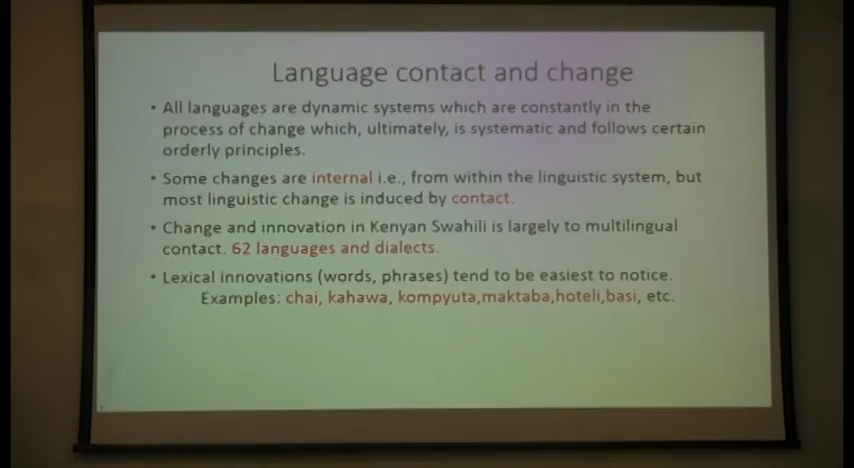 Language contact and change
• All languages are dynamic systems which are constantly in the
process of change which, ultimately, is systematic and follows certain
orderly principles.
• Some changes are internal i.e., from within the linguistic system, but
most linguistic change is induced by contact.
• Change and innovation in Kenyan Swahili is largely to multilingual
contact. 62 languages and dialects.
• Lexical innovations (words, phrases) tend to be easiest to notice.
Examples: chai, kahawa, kompyuta,maktaba,hoteli,basi, etc.